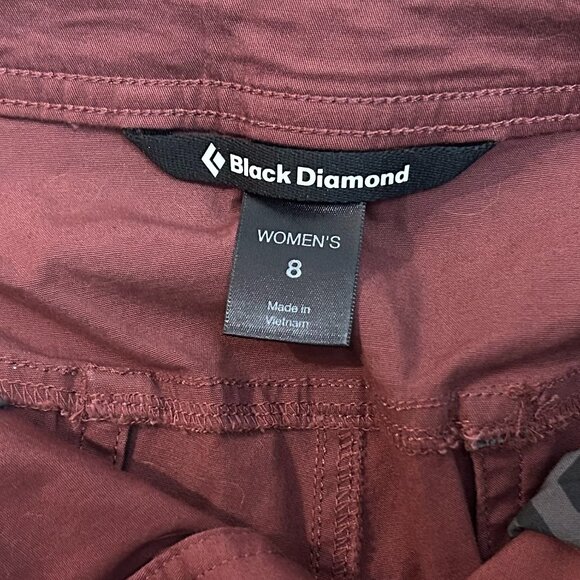 Black Diamond
WOMEN'S
8
Made in
Vietnam